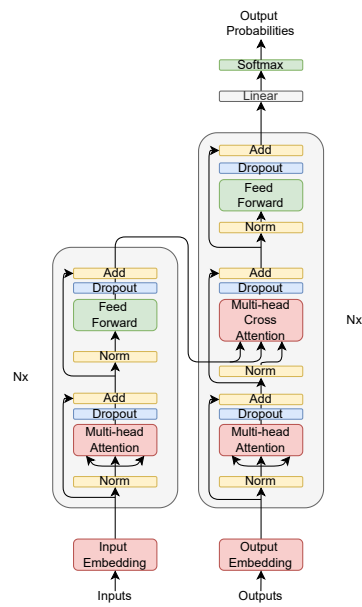 Output
Probabilities
Softmax
Linear
Add
Dropout
Feed
Forward
Norm
Add
Dropout
Multi-head
Cross
Attention
Norm
Add
Dropout
Multi-head
Attention
Norm
Output
Embedding
Outputs
Nx
Add
Dropout
Feed
Forward
Norm
Add
Dropout
Multi-head
Attention
Norm
Input
Embedding
Inputs
Nx